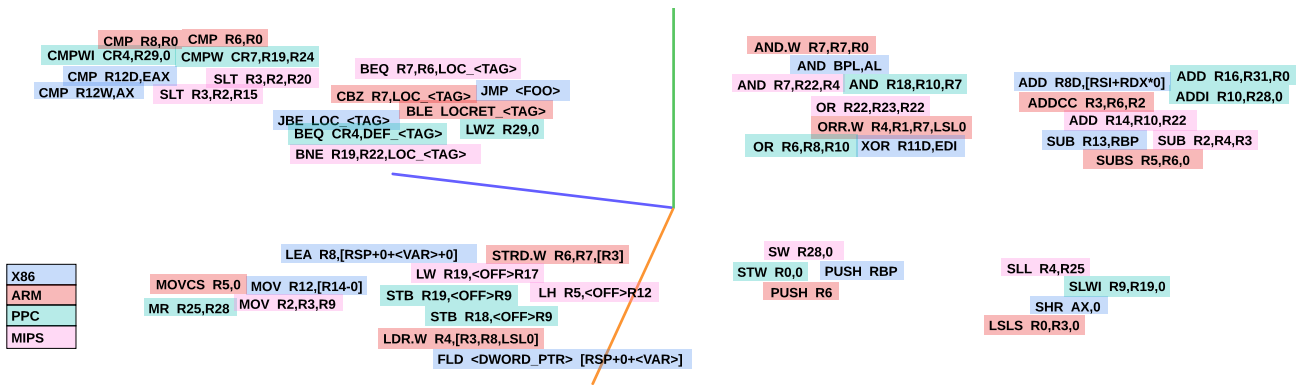 CMP R8,R0
CMP R6,R0
CMPWI CR4,R29,0
CMPW CR7,R19,R24
CMP R12D,EAX
SLT R3,R2,R20
CMP R12W,AX
SLT R3,R2,R15
BEQ R7,R6,LOC_<TAG>
CBZ R7,LOC_<TAG>
JMP <FOO>
BLE LOCRET_<TAG>
JBE LOC_<TAG>
BEQ CR4,DEF_<TAG>
LWZ R29,0
BNE R19,R22,LOC_<TAG>
AND.W R7,R7,R0
AND BPL,AL
AND R7,R22,R4
AND R18,R10,R7
OR R22,R23,R22
ORR.W R4,R1,R7,LSL0
OR R6,R8,R10
XOR R11D,EDI
ADD R8D,[RSI+RDX*0]
ADD R16,R31,R0
ADDI R10,R28,0
ADDCC R3,R6,R2
ADD R14,R10,R22
SUB R13,RBP
SUB R2,R4,R3
SUBS R5,R6,0
X86
ARM
PPC
MIPS
MOVCS R5,0
MOV R12,[R14-0]
MR R25,R28
MOV R2,R3,R9
LEA R8,[RSP+0+<VAR>+0]
STRD.W R6,R7,[R3]
LW R19,<OFF>R17
STB R19,<OFF>R9
LH R5,<OFF>R12
STB R18,<OFF>R9
LDR.W R4,[R3,R8,LSL0]
FLD <DWORD_PTR> [RSP+0+<VAR>]
SW R28,0
STW R0,0
PUSH RBP
PUSH R6
SLL R4,R25
SLWI R9,R19,0
SHR AX,0
LSLS R0,R3,0